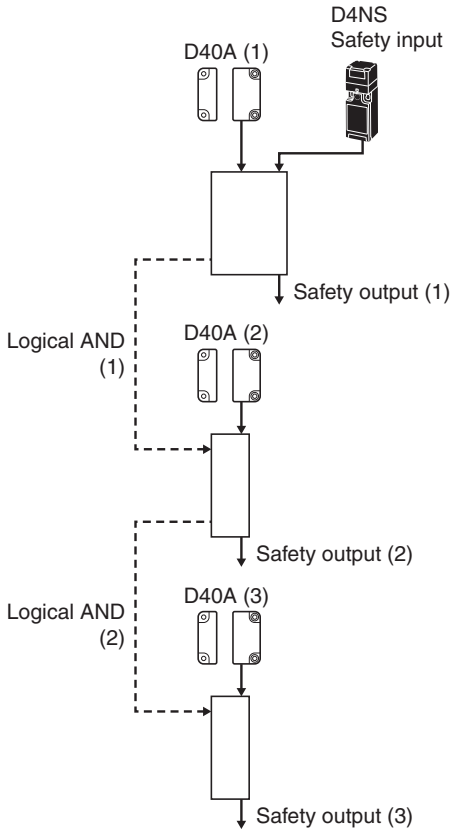 D4NS
Safety input
D40A (1)
Safety output (1)
Logical AND
(1)
D40A (2)
Safety output (2)
Logical AND
(2)
D40A (3)
Safety output (3)